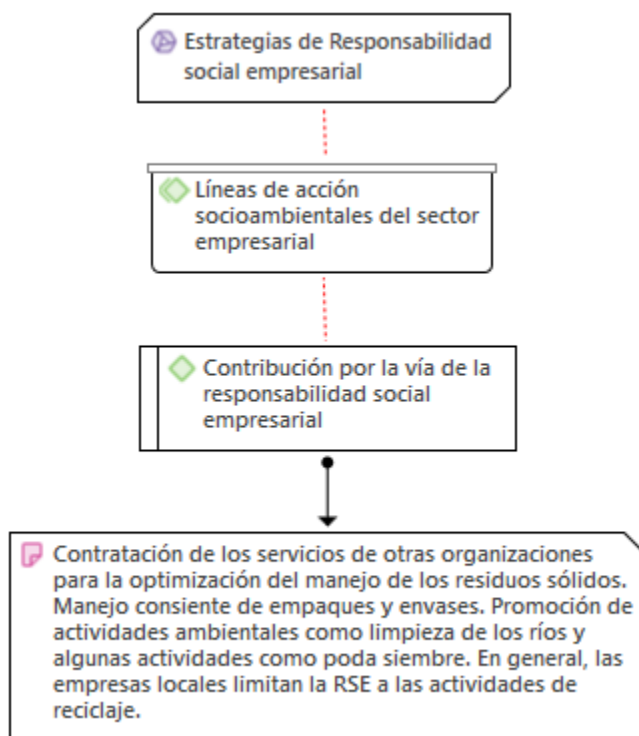 Estrategias de Responsabilidad
social empresarial
Líneas de acción
socioambientales del sector
empresarial
Contribución por la vía de la
responsabilidad social
empresarial
Contratación de los servicios de otras organizaciones
para la optimización del manejo de los residuos sólidos.
Manejo consiente de empaques y envases. Promoción de
actividades ambientales como limpieza de los ríos y
algunas actividades como poda siembre. En general, las
empresas locales limitan la RSE a las actividades de
reciclaje.